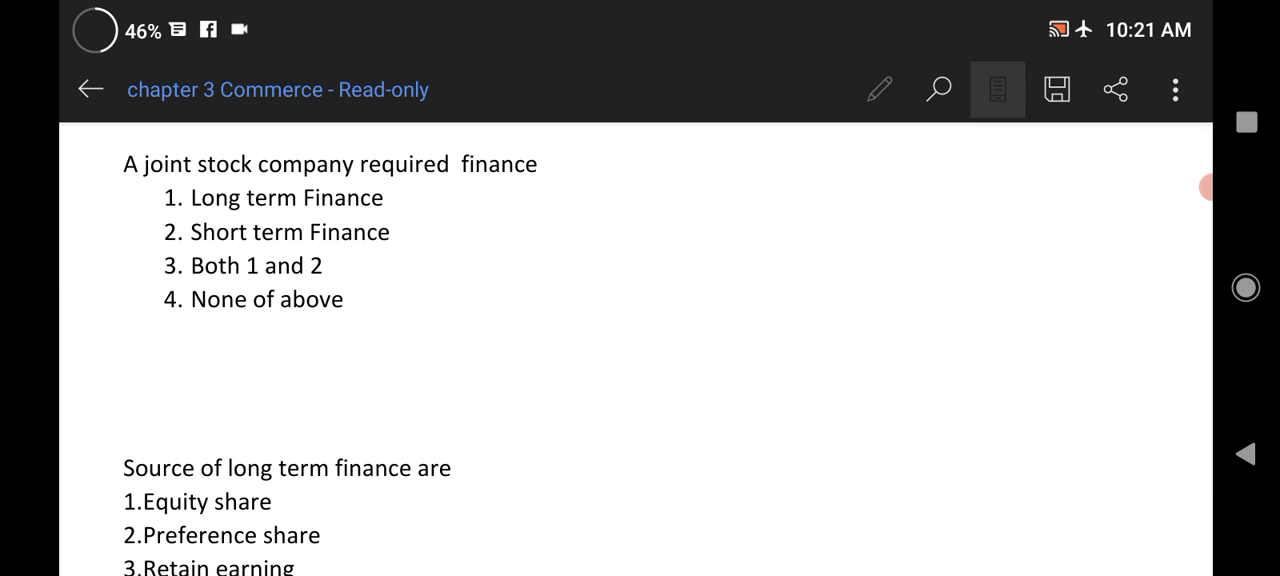 46%
10:21 AM
chapter 3 Commerce - Read-only
A joint stock company required  finance
1. Long term Finance
2. Short term Finance
3. Both 1 and 2
4. None of above
Source of long term finance are
1.Equity share
2.Preference share
3.Retain earning